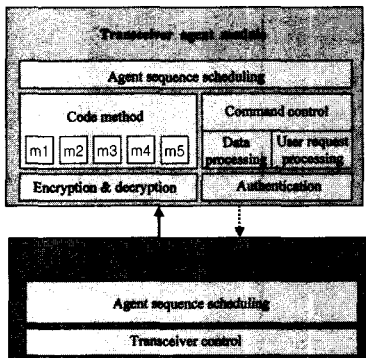 Transceiver agent module
Agent sequence scheduling
Code method
m1 m2 m3 m4 m5
Command control
Data processing
User request processing
Encryption & decryption
Authentication
Agent sequence scheduling
Transceiver control